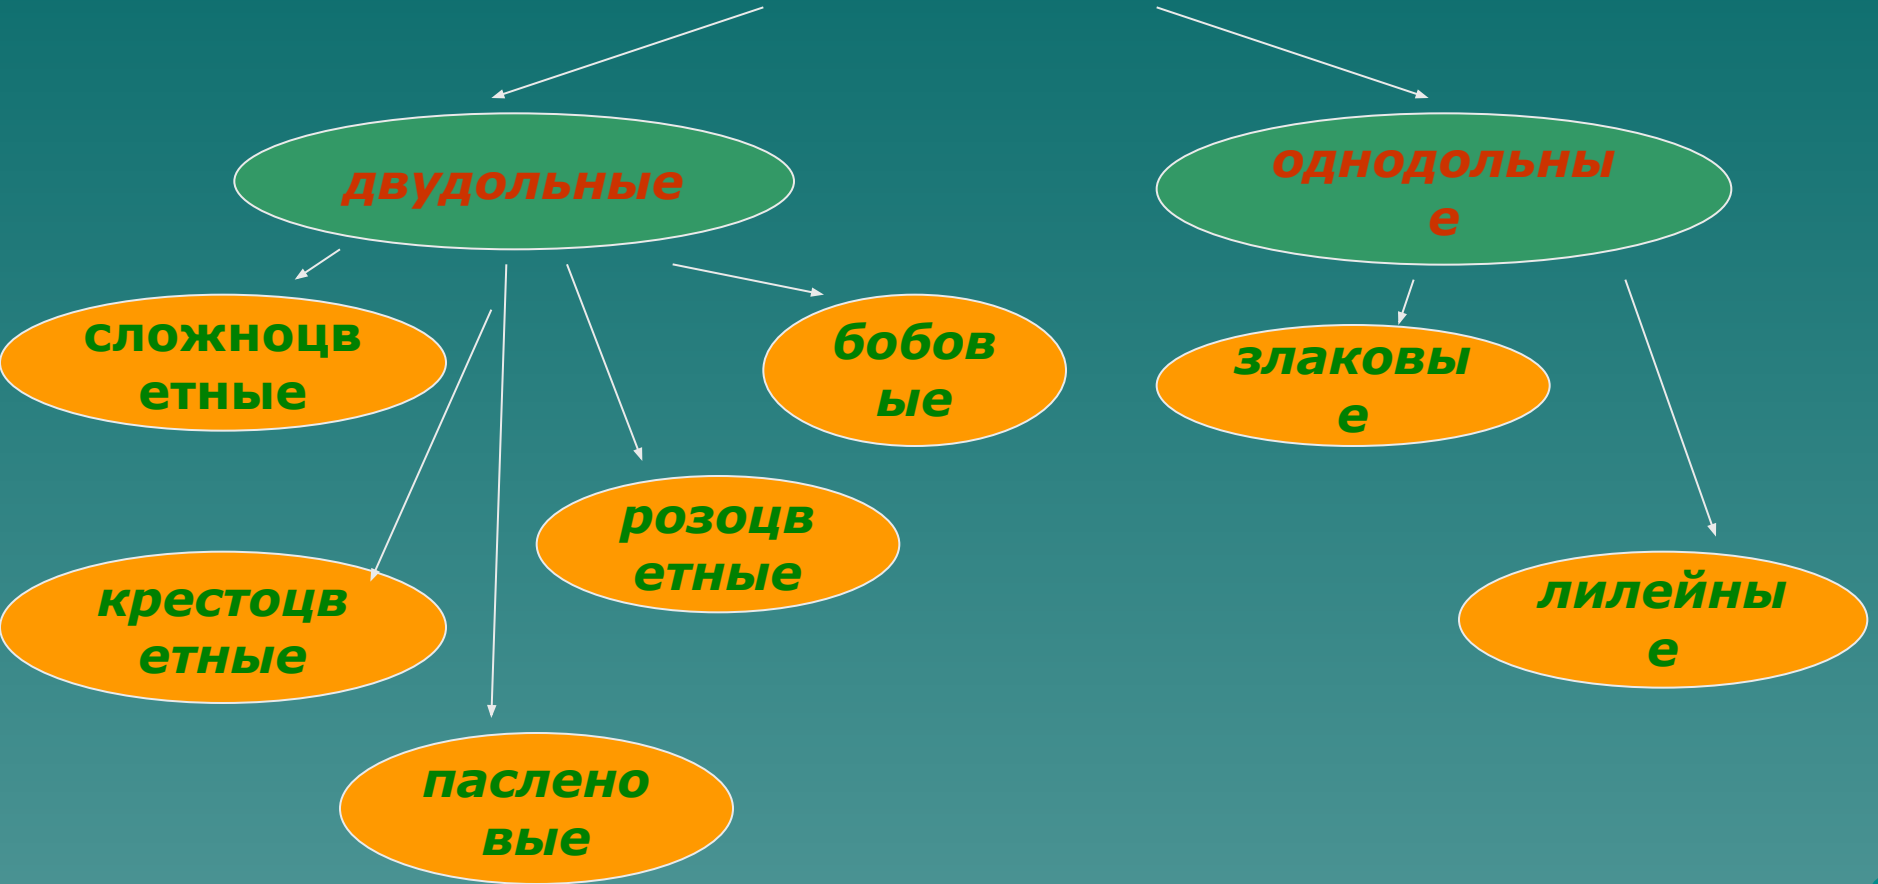 двудольные
однодольны
е
сложноцв
етные
бобов
ые
злаковы
е
розоцв
етные
крестоцв
етные
лилейны
е
паслено
вые